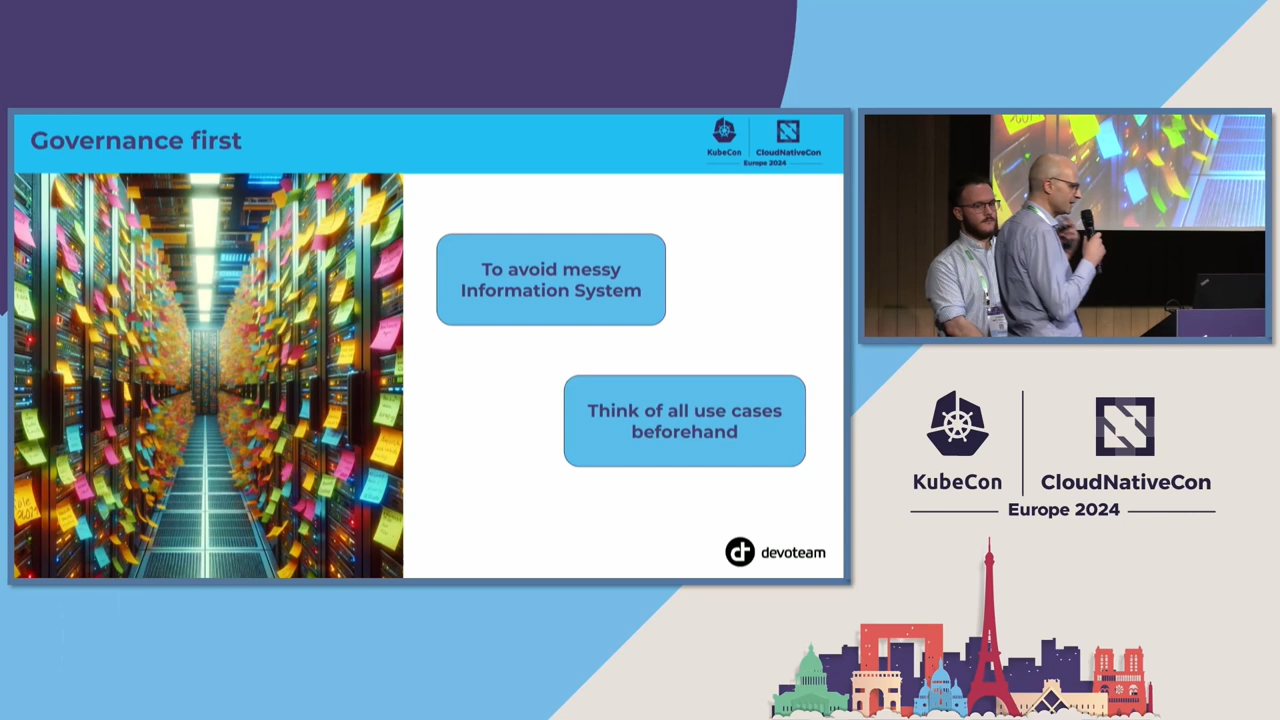 Governance first
KubeCon
CloudNativeCon
Europe 2024
To avoid messy
Information System
Think of all use cases
beforehand
devoteam
KubeCon
CloudNativeCon
Europe 2024